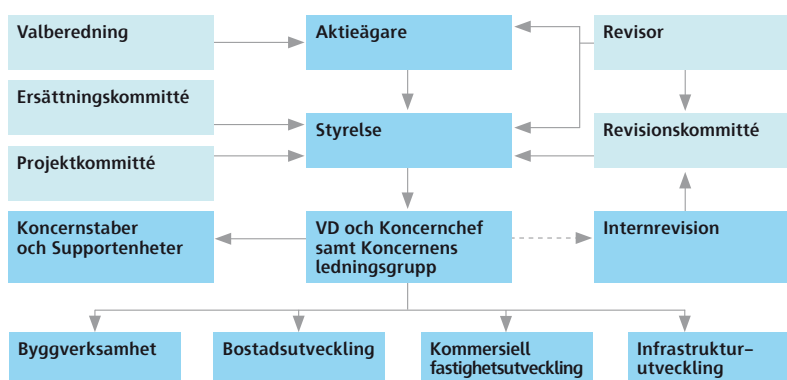 Valberedning
Aktieägare
Revisor
Ersättningskommitté
Styrelse
Revisionskommitté
Projektkommitté
Koncernstaber
och Supportenheter
VD och Koncernchef
samt Koncernens
ledningsgrupp
Internrevision
Byggverksamhet
Bostadsutveckling
Kommersiell
fastighetsutveckling
Infrastruktur–
utveckling